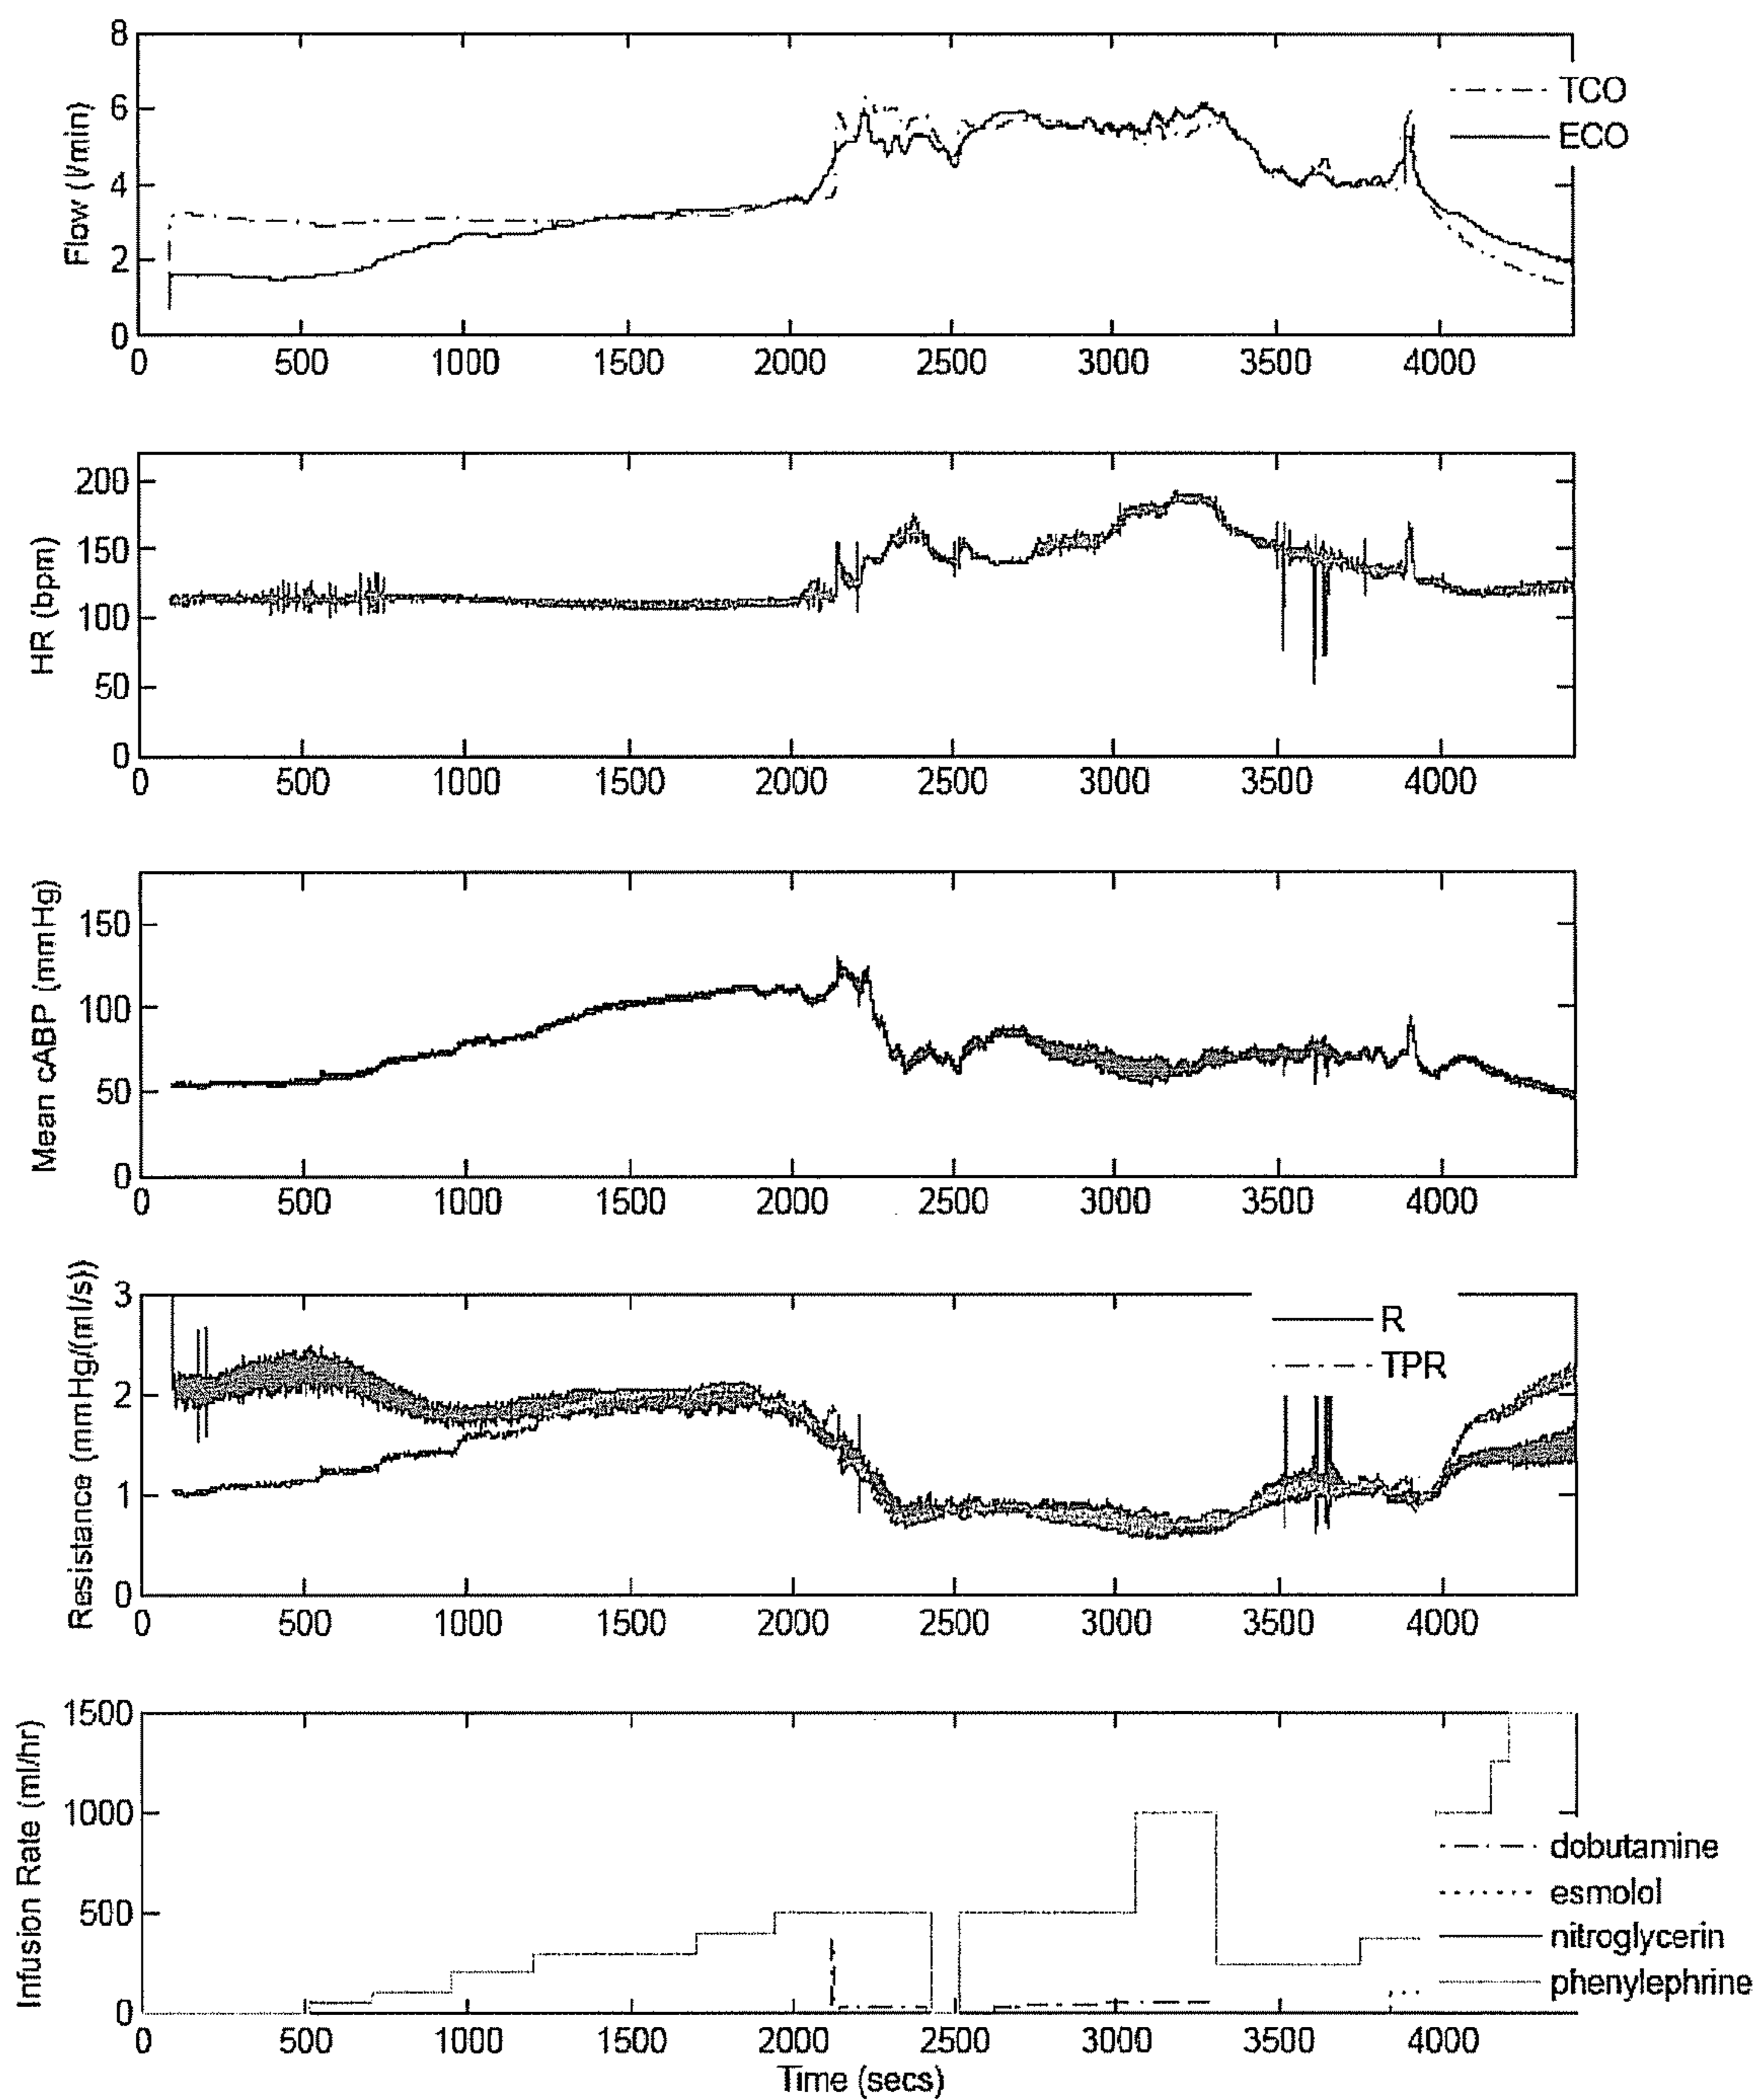 Flow (l/min)
8
6
4
2
0
TCO
ECO
0 500 1000 1500 2000 2500 3000 3500 4000
HR (bpm)
200
150
100
50
0
0 500 1000 1500 2000 2500 3000 3500 4000
Mean cABP (mmHg)
150
100
50
0
0 500 1000 1500 2000 2500 3000 3500 4000
Resistance (mmHg/(ml/s))
3
2
1
0
R
TPR
0 500 1000 1500 2000 2500 3000 3500 4000
Infusion Rate (ml/hr)
1500
1000
500
0
dobutamine
esmolol
nitroglycerin
phenylephrine
0 500 1000 1500 2000 2500 3000 3500 4000
Time (secs)